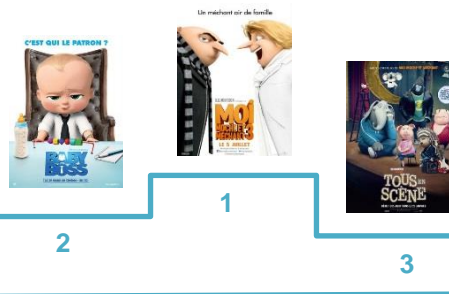 C'EST QUI LE PATRON ?
BABY
BOSS
Un méchant air de famille
MOI
MOCHE ET
MÉCHANT 3
LE 5 JUILLET
TOUS EN
SCÈNE
1
2
3